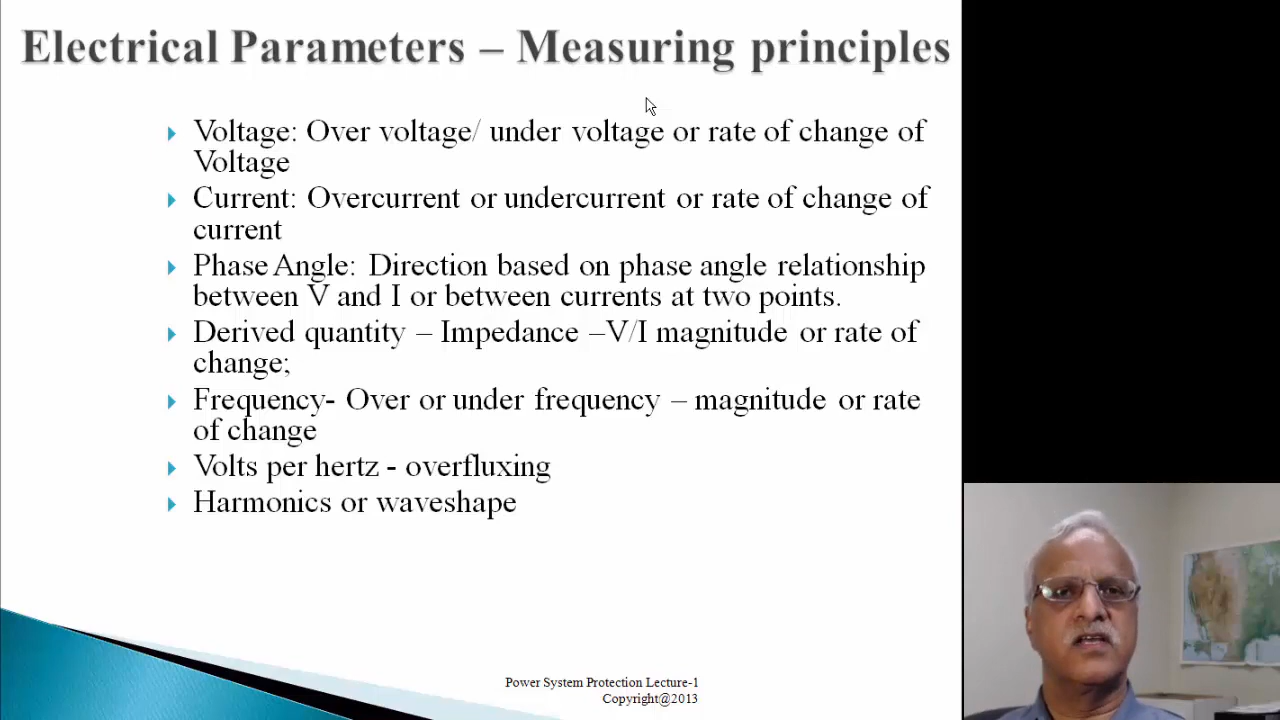 Electrical Parameters – Measuring principles
Voltage: Over voltage/ under voltage or rate of change of
Voltage
Current: Overcurrent or undercurrent or rate of change of
current
Phase Angle: Direction based on phase angle relationship
between V and I or between currents at two points.
Derived quantity – Impedance –V/I magnitude or rate of
change;
Frequency- Over or under frequency – magnitude or rate
of change
Volts per hertz - overfluxing
Harmonics or waveshape
Power System Protection Lecture-1
Copyright@2013